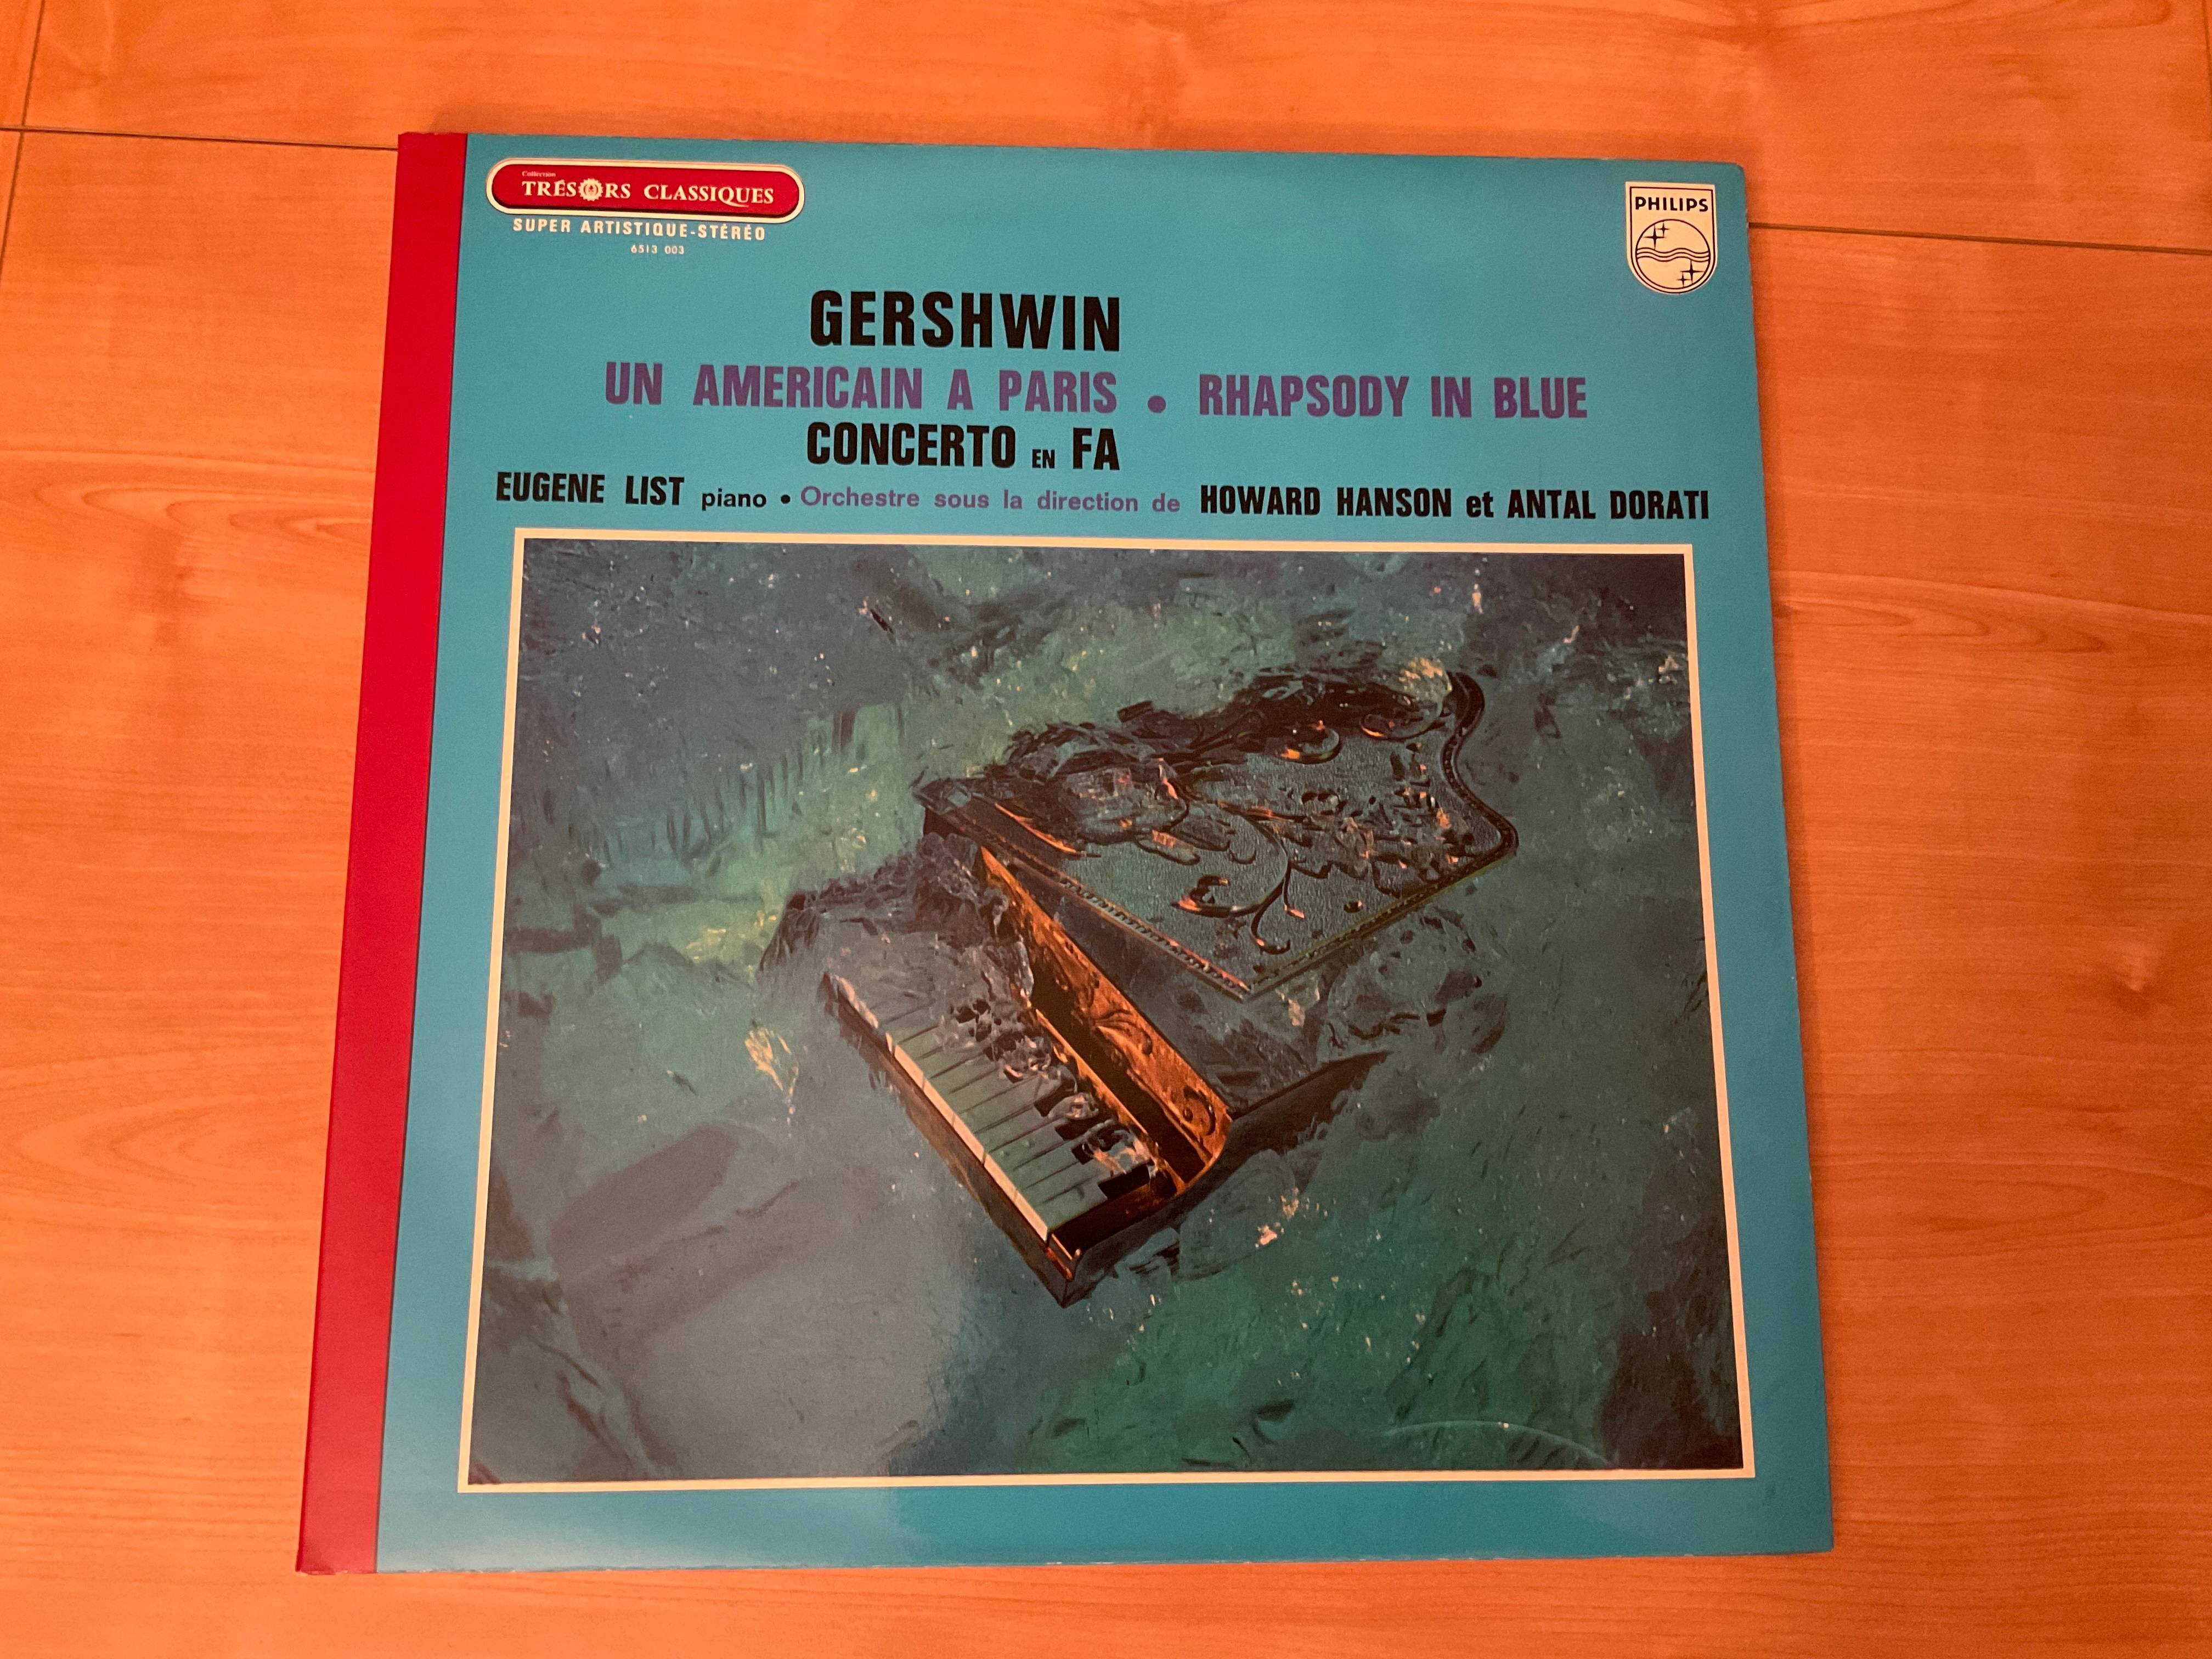 Collection
TRÉSORS CLASSIQUES
SUPER ARTISTIQUE-STÉRÉO
6513 003
PHILIPS
GERSHWIN
UN AMERICAIN A PARIS • RHAPSODY IN BLUE
CONCERTO EN FA
EUGENE LIST piano • Orchestre sous la direction de HOWARD HANSON et ANTAL DORATI